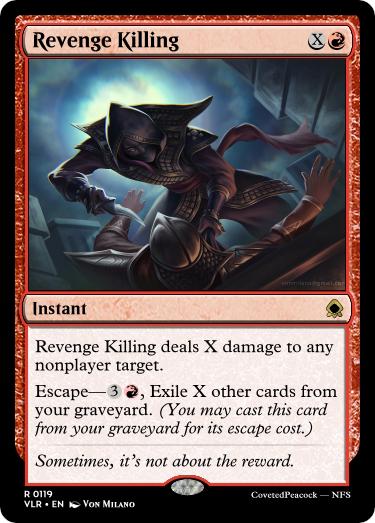 Revenge Killing X R
Instant
Revenge Killing deals X damage to any
nonplayer target.
Escape—3 R, Exile X other cards from
your graveyard. (You may cast this card
from your graveyard for its escape cost.)
Sometimes, it's not about the reward.
R 0119
VLR • EN Von Milano
CovetedPeacock — NFS